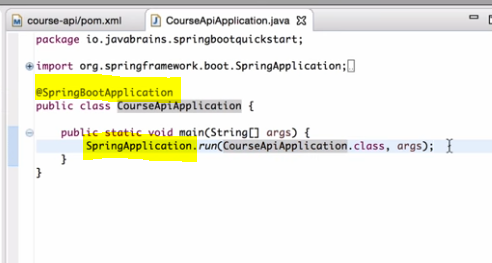 course-api/pom.xml CourseApiApplication.java
package io.javabrains.springbootquickstart;
import org.springframework.boot.SpringApplication;
@SpringBootApplication
public class CourseApiApplication {
public static void main(String[] args) {
SpringApplication.run(CourseApiApplication.class, args);
}
}